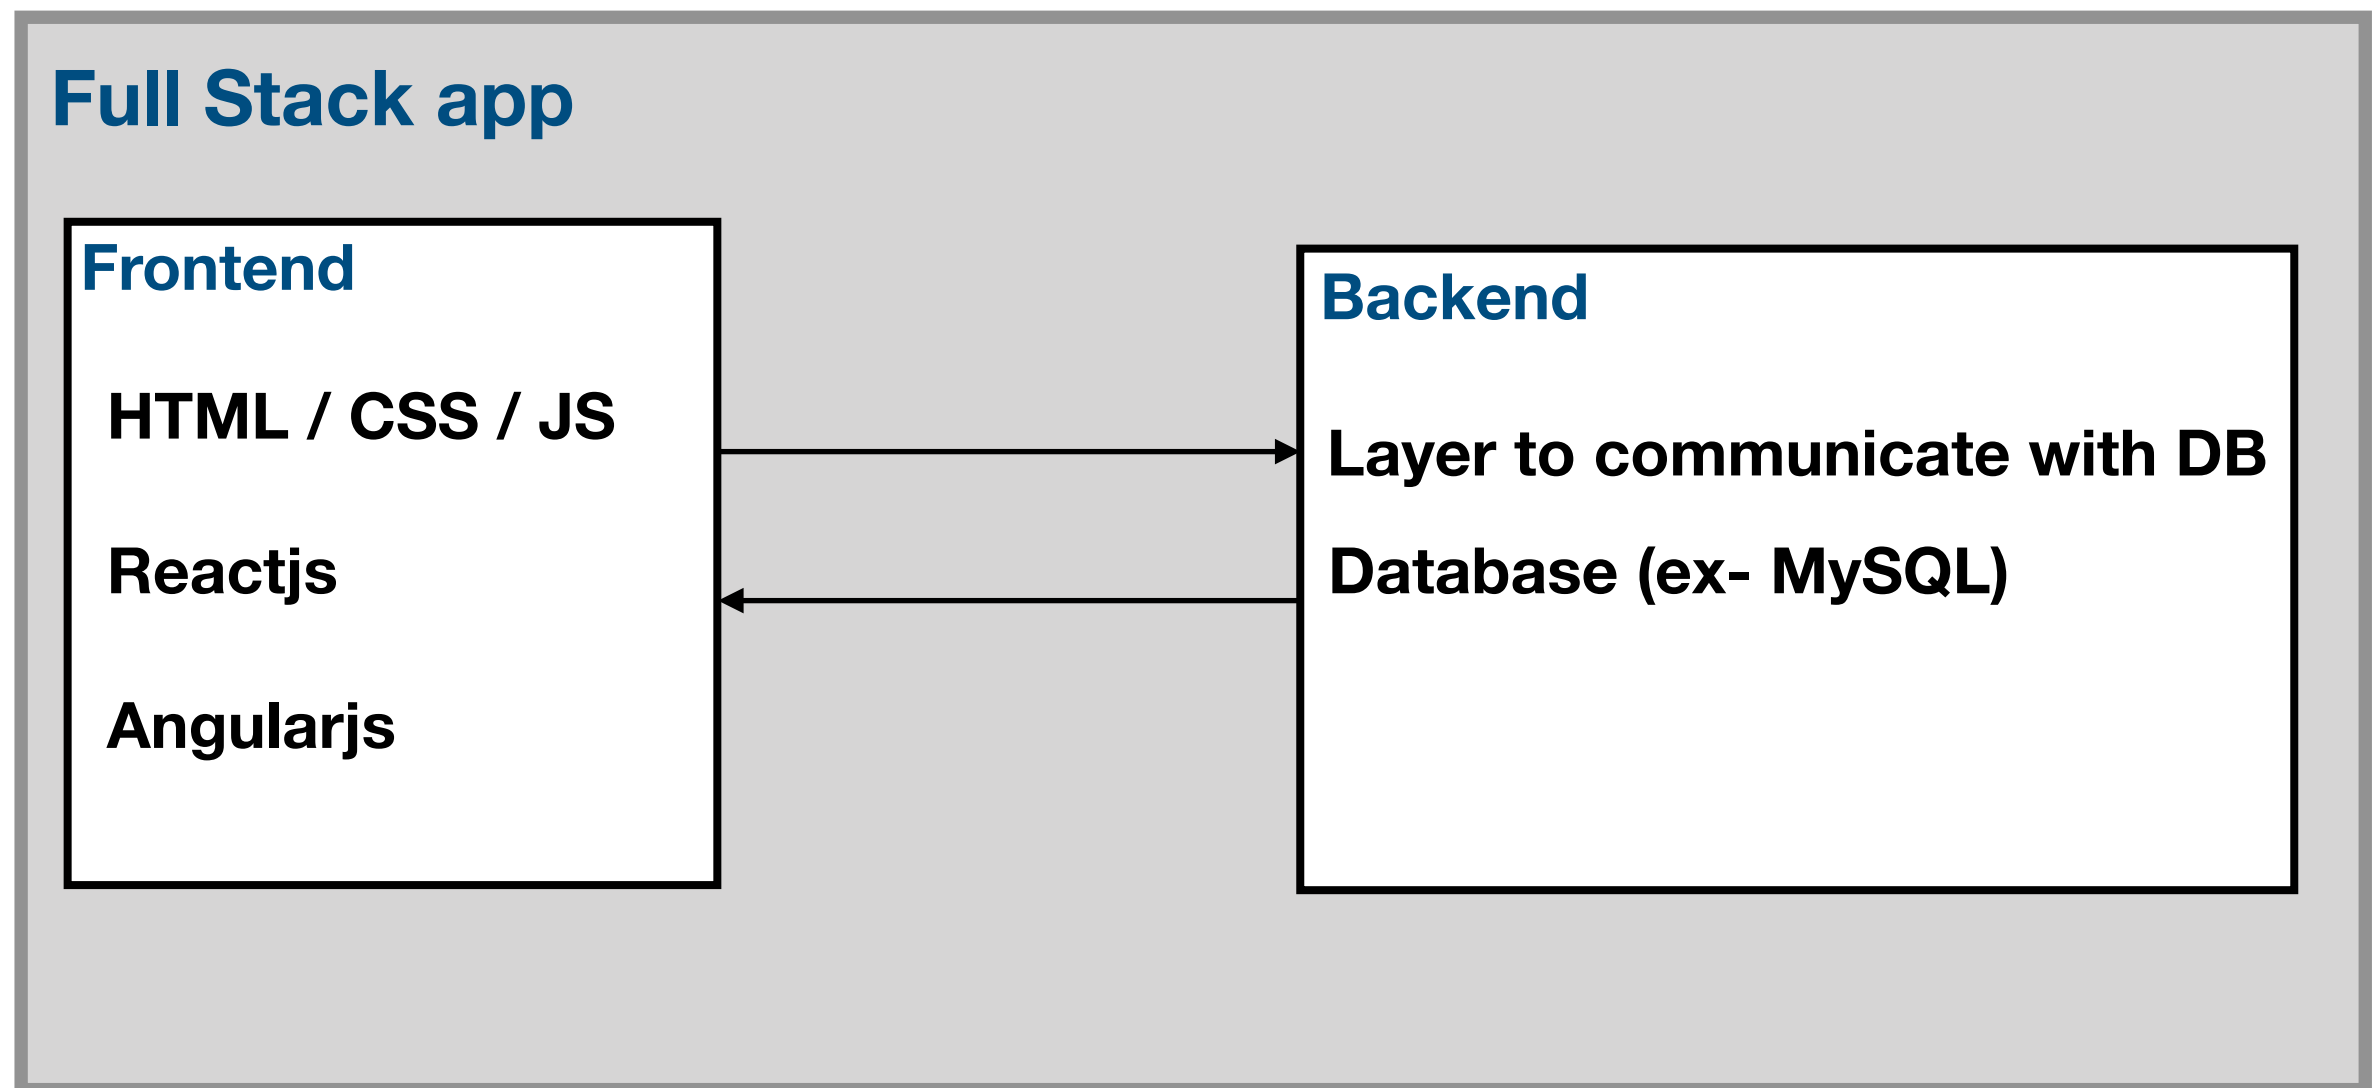 Full Stack app
Frontend
HTML / CSS / JS
Reactjs
Angularjs
Backend
Layer to communicate with DB
Database (ex- MySQL)